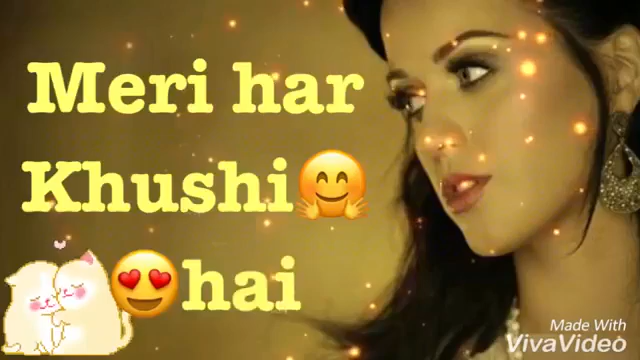 Meri har
Khushi🤗
😍hai
Made With
VivaVideo